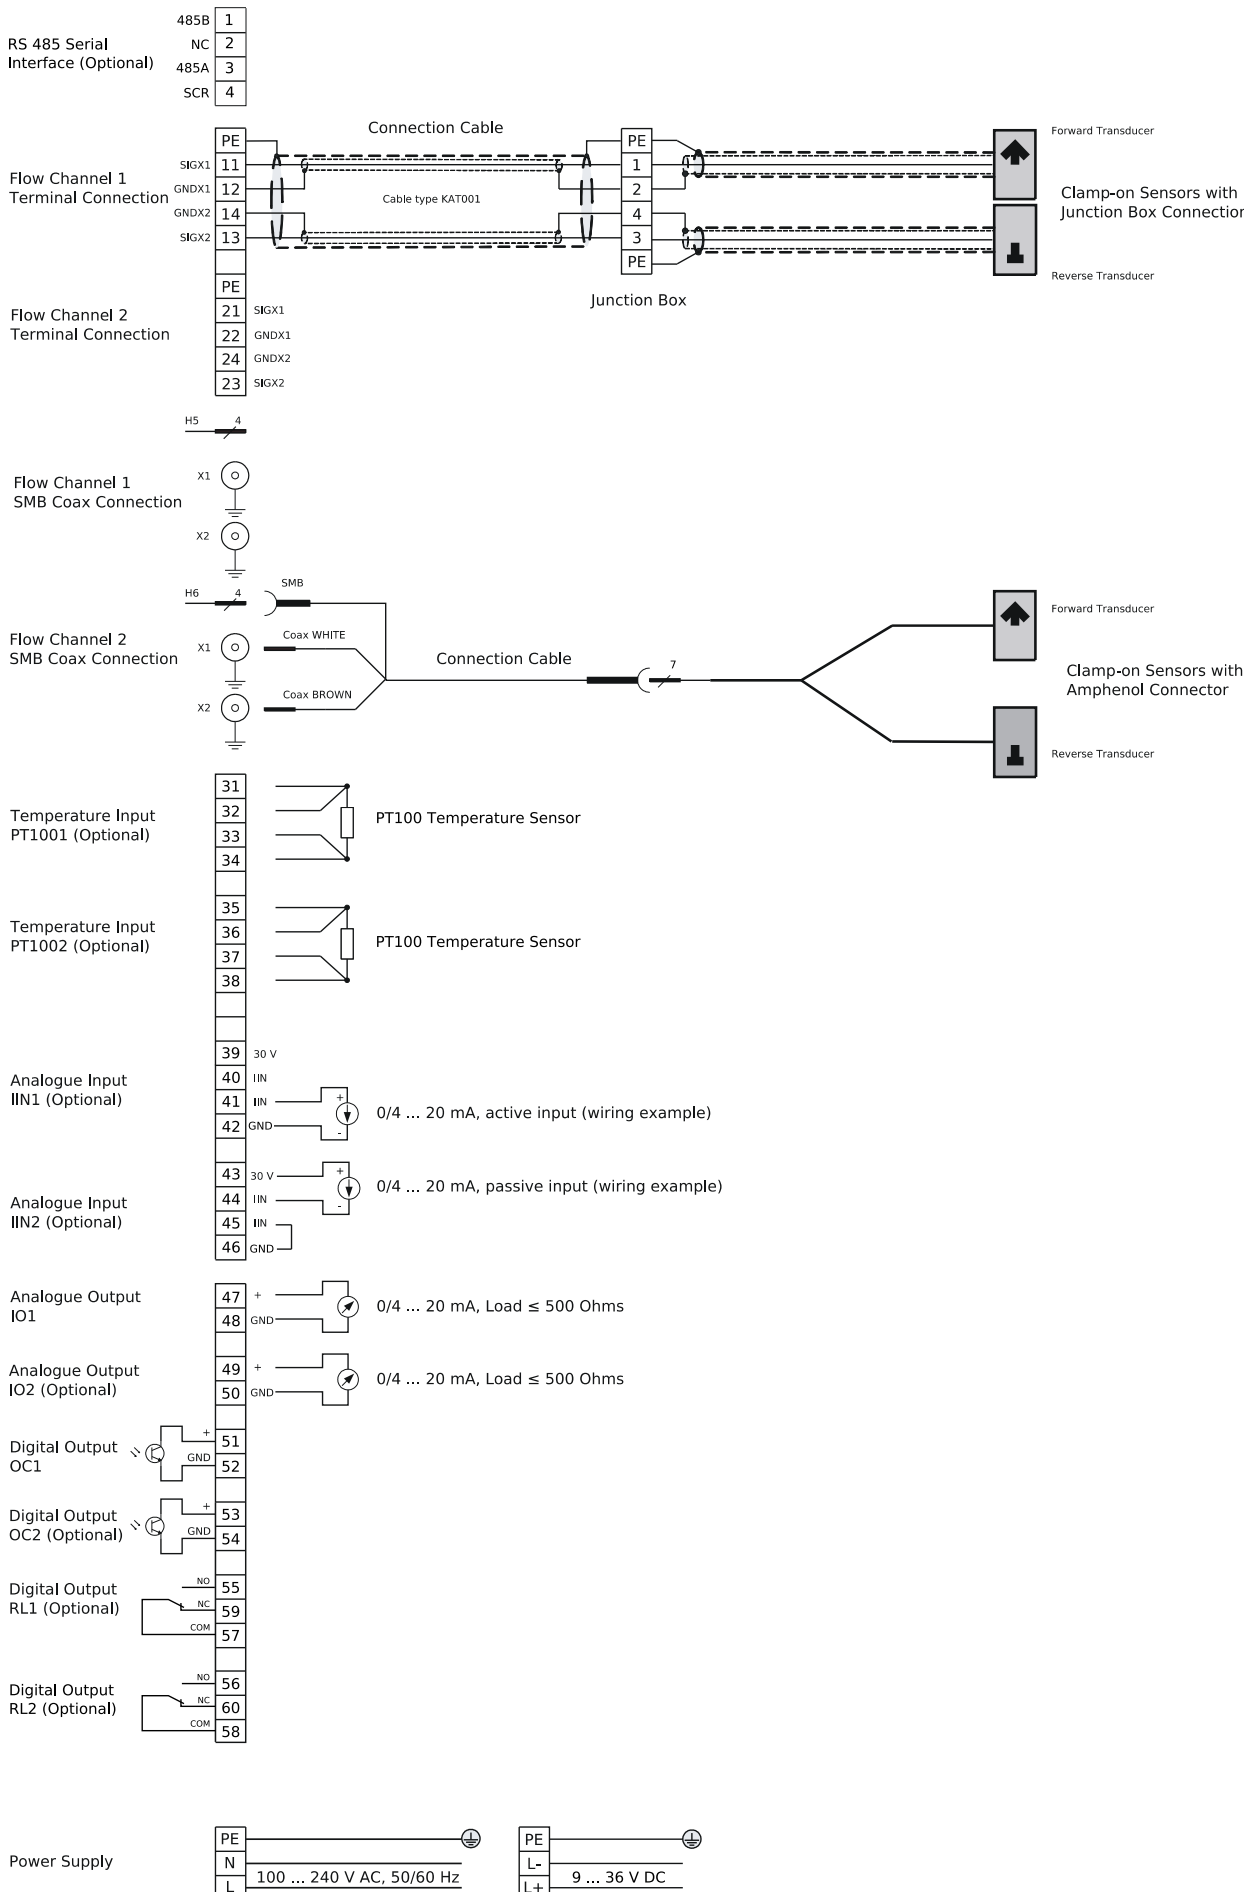 RS 485 Serial
Interface (Optional)
485B 1
NC 2
485A 3
SCR 4
Flow Channel 1
Terminal Connection
PE
SIGX1 11
GNDX1 12
GNDX2 14
SIGX2 13
Connection Cable
Cable type KAT001
PE
1
2
4
3
PE
Junction Box
Forward Transducer
Clamp-on Sensors with
Junction Box Connection
Reverse Transducer
Flow Channel 2
Terminal Connection
PE
21 SIGX1
22 GNDX1
24 GNDX2
23 SIGX2
Flow Channel 1
SMB Coax Connection
H5 4
X1
X2
Flow Channel 2
SMB Coax Connection
H6 4
SMB
X1
Coax WHITE
X2
Coax BROWN
Connection Cable
7
Forward Transducer
Clamp-on Sensors with
Amphenol Connector
Reverse Transducer
Temperature Input
PT1001 (Optional)
31
32
33
34
PT100 Temperature Sensor
Temperature Input
PT1002 (Optional)
35
36
37
38
PT100 Temperature Sensor
Analogue Input
IIN1 (Optional)
39 30 V
40 IIN
41 IIN
42 GND
+
-
0/4 ... 20 mA, active input (wiring example)
Analogue Input
IIN2 (Optional)
43 30 V
44 IIN
45 IIN
46 GND
+
-
0/4 ... 20 mA, passive input (wiring example)
Analogue Output
IO1
47 +
48 GND
0/4 ... 20 mA, Load ≤ 500 Ohms
Analogue Output
IO2 (Optional)
49 +
50 GND
0/4 ... 20 mA, Load ≤ 500 Ohms
Digital Output
OC1
+ 51
GND 52
Digital Output
OC2 (Optional)
+ 53
GND 54
Digital Output
RL1 (Optional)
NO 55
NC 59
COM 57
Digital Output
RL2 (Optional)
NO 56
NC 60
COM 58
Power Supply
PE
N
L
100 ... 240 V AC, 50/60 Hz
PE
L-
L+
9 ... 36 V DC